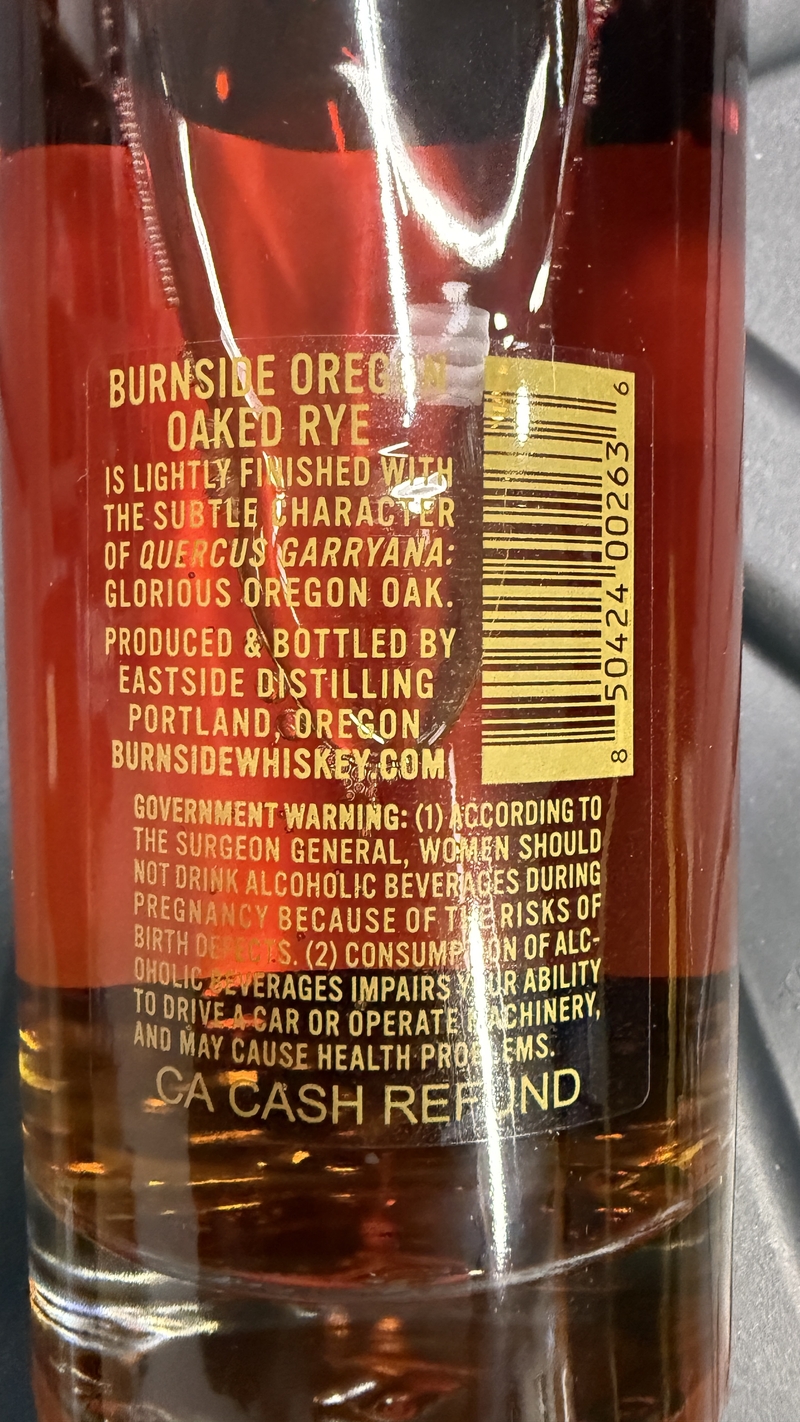 BURNSIDE OREGON
OAKED RYE
IS LIGHTLY FINISHED WITH
THE SUBTLE CHARACTER
OF QUERCUS GARRYANA:
GLORIOUS OREGON OAK.
PRODUCED & BOTTLED BY
EASTSIDE DISTILLING
PORTLAND, OREGON
BURNSIDEWHISKEY.COM
8 50424 00263 6
GOVERNMENT WARNING: (1) ACCORDING TO
THE SURGEON GENERAL, WOMEN SHOULD
NOT DRINK ALCOHOLIC BEVERAGES DURING
PREGNANCY BECAUSE OF THE RISKS OF
BIRTH DEFECTS. (2) CONSUMPTION OF ALC-
OHOLIC BEVERAGES IMPAIRS YOUR ABILITY
TO DRIVE A CAR OR OPERATE MACHINERY,
AND MAY CAUSE HEALTH PROBLEMS.
CA CASH REFUND